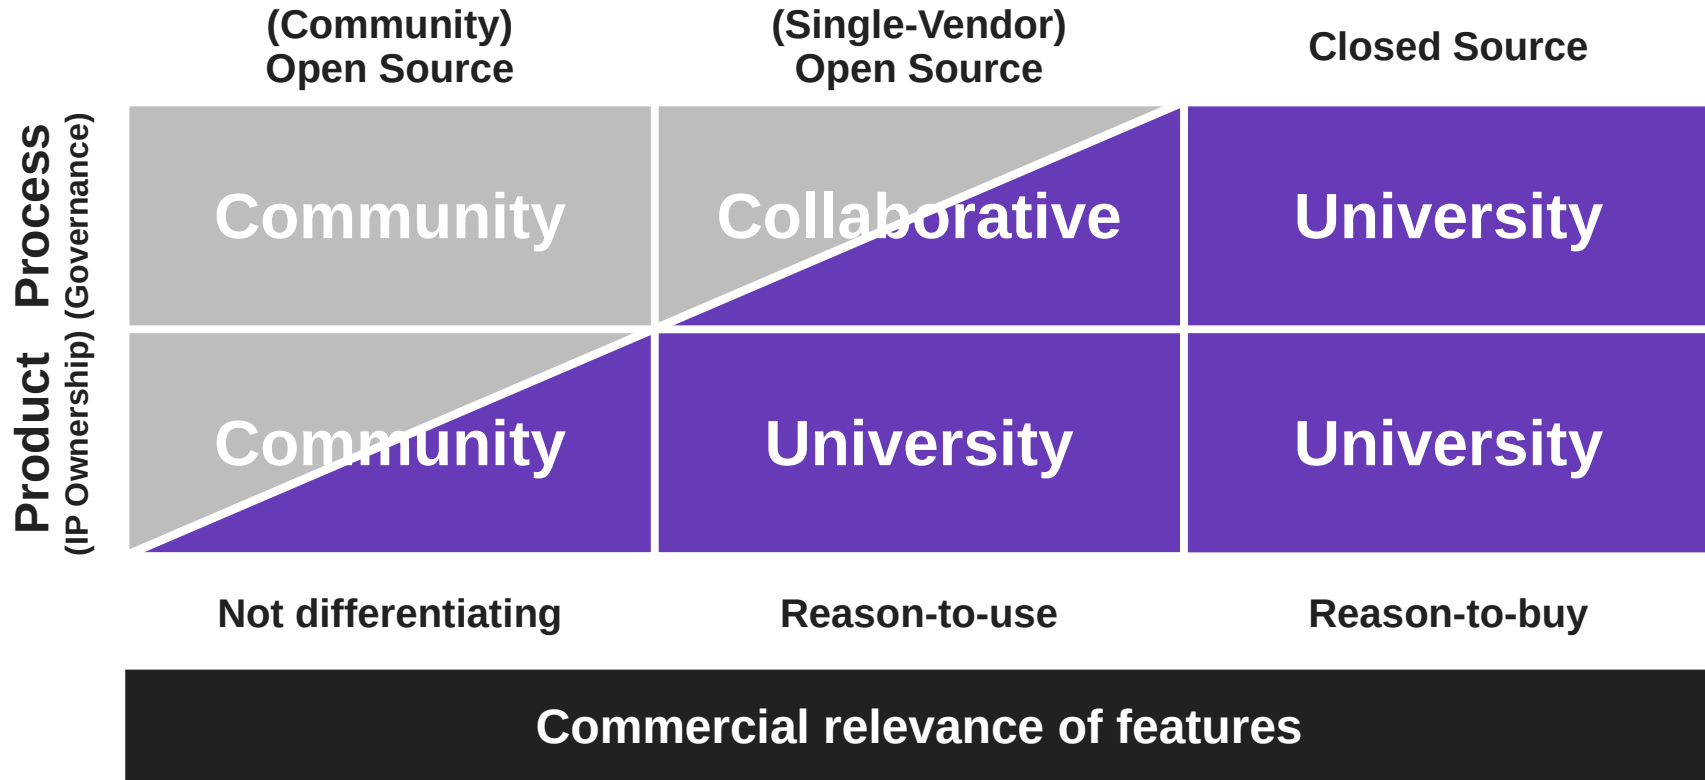 (Community)
Open Source
(Single-Vendor)
Open Source
Closed Source
Process
(Governance)
Community
Collaborative
University
Product
(IP Ownership)
Community
University
University
Not differentiating
Reason-to-use
Reason-to-buy
Commercial relevance of features